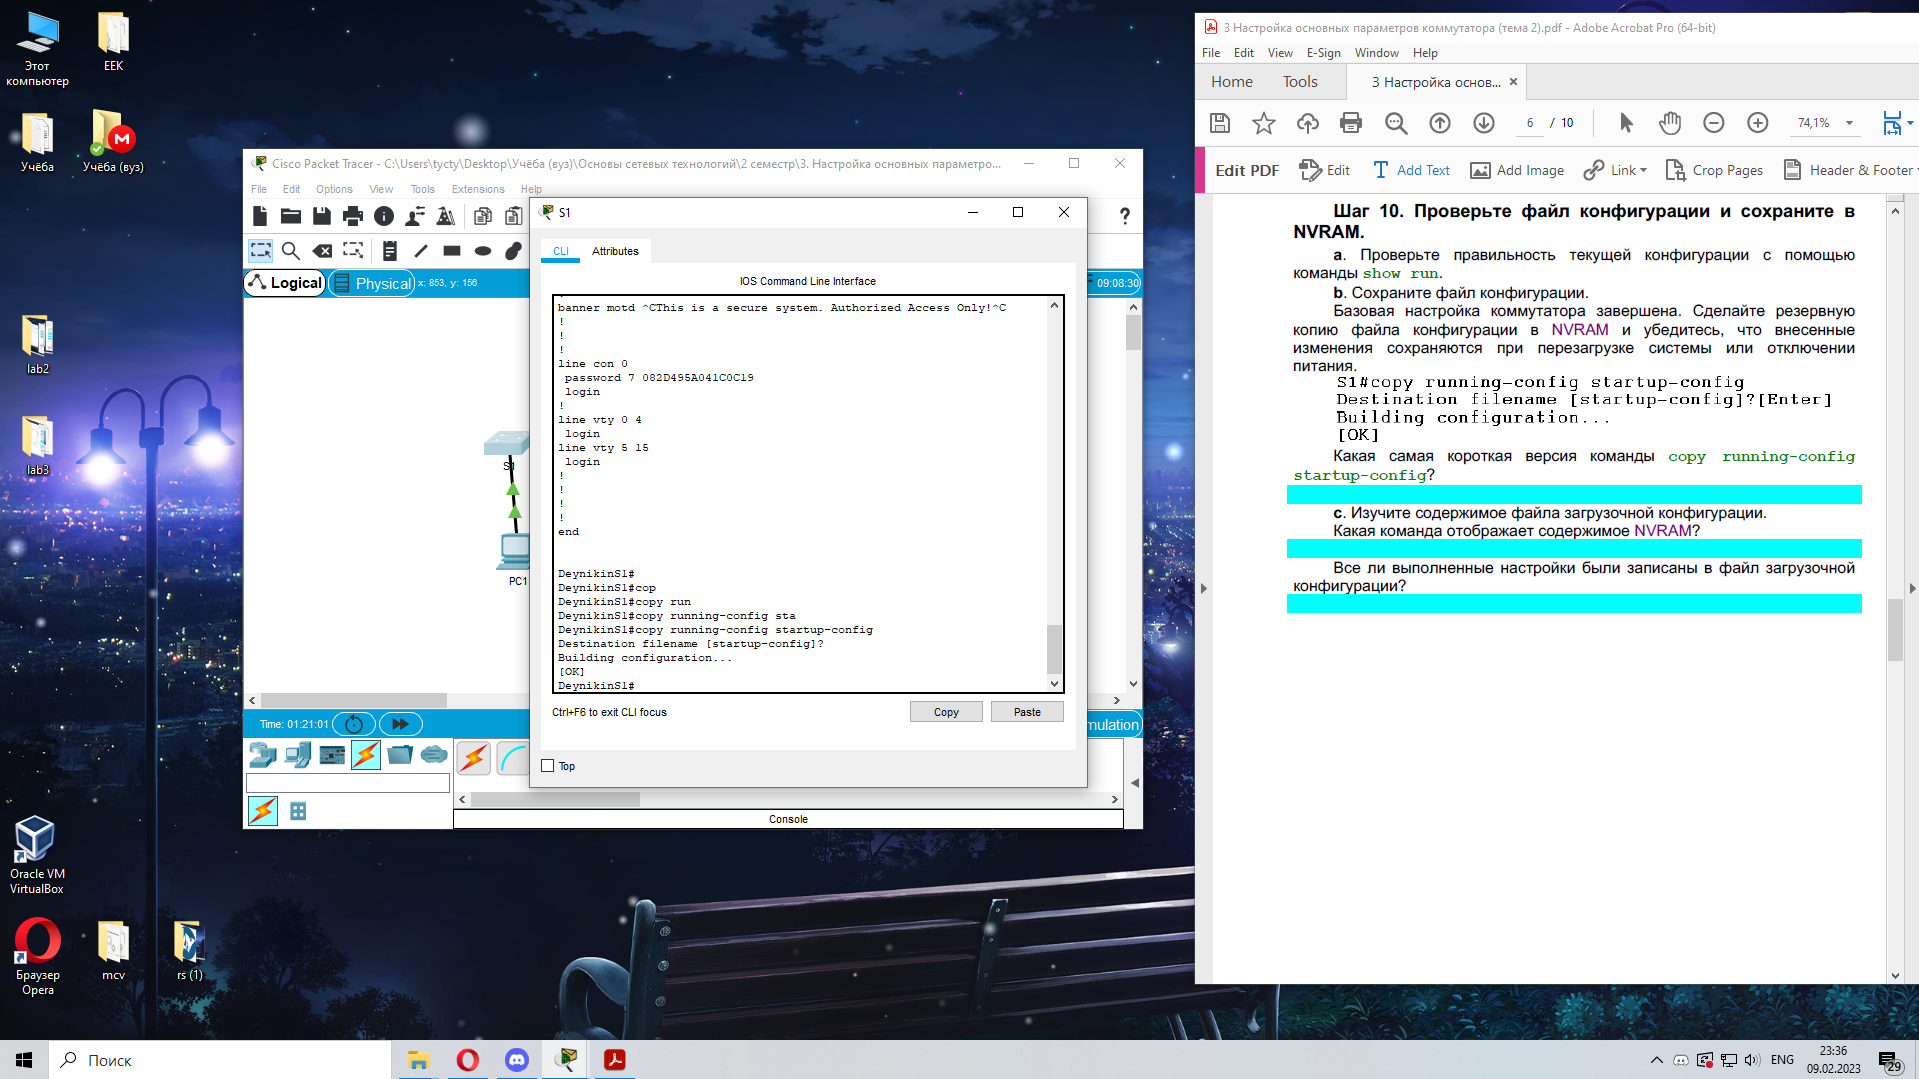 Этот
компьютер
EEK
Учёба
Учёба (вуз)
lab2
lab3
Oracle VM
VirtualBox
Браузер
Opera
mcv
rs (1)
Cisco Packet Tracer - C:\Users\tycty\Desktop\Учёба (вуз)\Основы сетевых технологий\2 семестр\3. Настройка основных параметро...
File Edit Options View Tools Extensions Help
Logical
Physical
x: 853, y: 156
09:08:30
S1
PC1
Time: 01:21:01
mulation
Console
S1
CLI
Attributes
IOS Command Line Interface
banner motd ^CThis is a secure system. Authorized Access Only!^C
!
!
!
line con 0
password 7 082D495A041C0C19
login
!
line vty 0 4
login
line vty 5 15
login
!
!
!
!
end
DeynikinS1#
DeynikinS1#cop
DeynikinS1#copy run
DeynikinS1#copy running-config sta
DeynikinS1#copy running-config startup-config
Destination filename [startup-config]?
Building configuration...
[OK]
DeynikinS1#
Ctrl+F6 to exit CLI focus
Copy
Paste
Top
3 Настройка основных параметров коммутатора (тема 2).pdf - Adobe Acrobat Pro (64-bit)
File Edit View E-Sign Window Help
Home Tools 3 Настройка основ... ×
6 / 10
74,1%
Edit PDF Edit Add Text Add Image Link Crop Pages Header & Footer
Шаг 10. Проверьте файл конфигурации и сохраните в
NVRAM.
a. Проверьте правильность текущей конфигурации с помощью
команды show run.
b. Сохраните файл конфигурации.
Базовая настройка коммутатора завершена. Сделайте резервную
копию файла конфигурации в NVRAM и убедитесь, что внесенные
изменения сохраняются при перезагрузке системы или отключении
питания.
S1#copy running-config startup-config
Destination filename [startup-config]?[Enter]
Building configuration...
[OK]
Какая самая короткая версия команды copy running-config
startup-config?
c. Изучите содержимое файла загрузочной конфигурации.
Какая команда отображает содержимое NVRAM?
Все ли выполненные настройки были записаны в файл загрузочной
конфигурации?
Поиск
ENG
23:36
09.02.2023
29